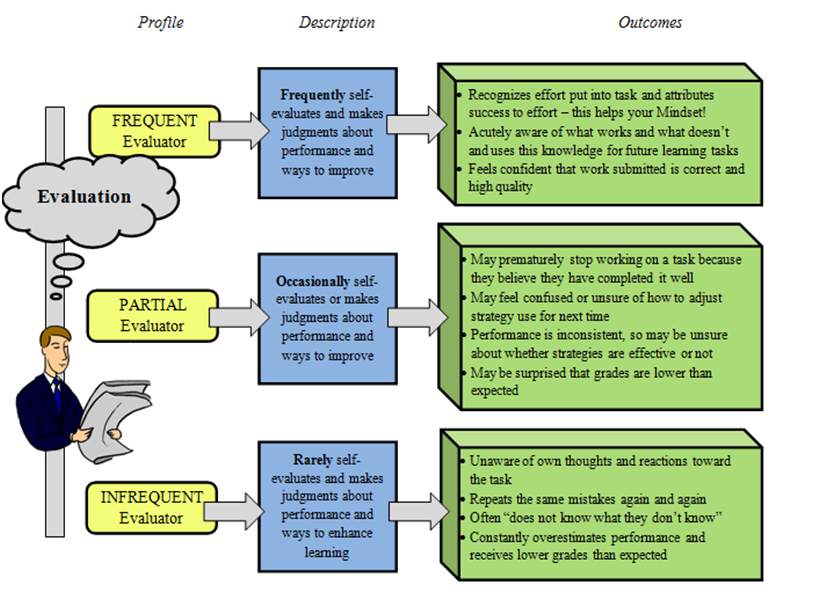 Profile
Description
Outcomes
FREQUENT
Evaluator
Frequently self-
evaluates and makes
judgments about
performance and
ways to improve
• Recognizes effort put into task and attributes
success to effort – this helps your Mindset!
• Acutely aware of what works and what doesn't
and uses this knowledge for future learning tasks
• Feels confident that work submitted is correct and
high quality
Evaluation
PARTIAL
Evaluator
Occasionally self-
evaluates or makes
judgments about
performance and
ways to improve
• May prematurely stop working on a task because
they believe they have completed it well
• May feel confused or unsure of how to adjust
strategy use for next time
• Performance is inconsistent, so may be unsure
about whether strategies are effective or not
• May be surprised that grades are lower than
expected
INFREQUENT
Evaluator
Rarely self-
evaluates and makes
judgments about
performance and
ways to enhance
learning
• Unaware of own thoughts and reactions toward
the task
• Repeats the same mistakes again and again
• Often “does not know what they don't know”
• Constantly overestimates performance and
receives lower grades than expected